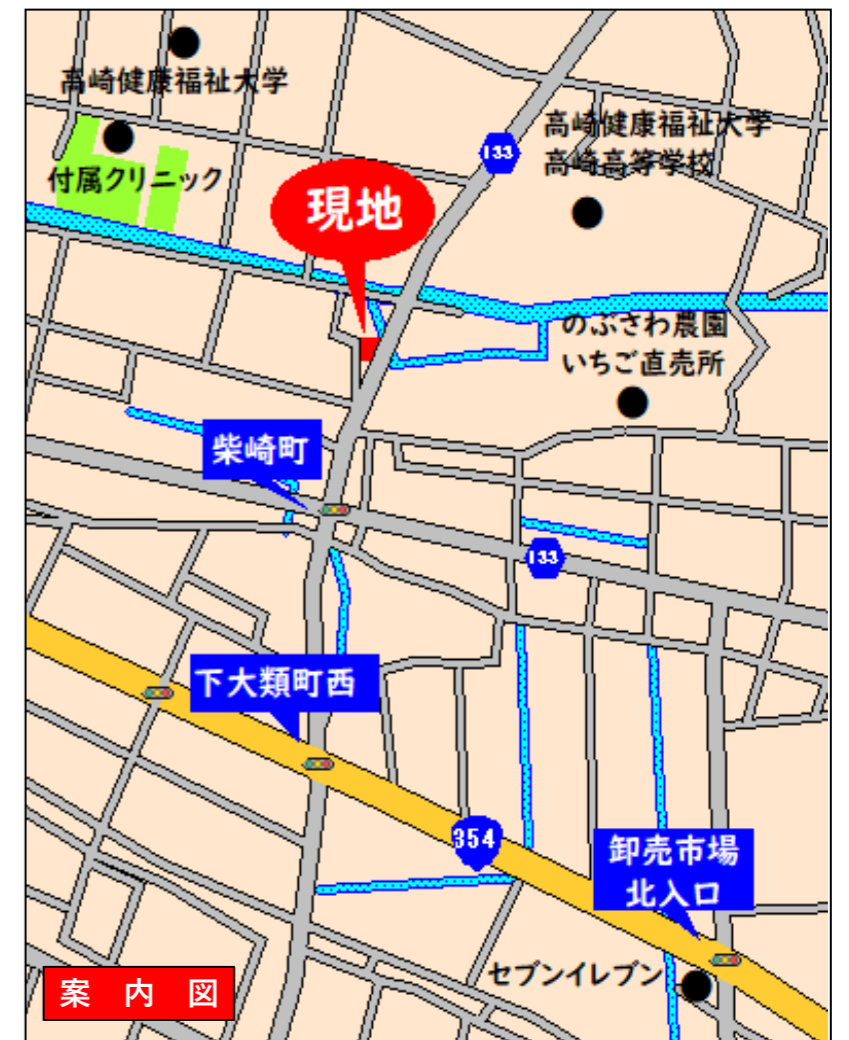 高崎健康福祉大学
付属クリニック
133
高崎健康福祉大学
高崎高等学校
現地
のぶさわ農園
いちご直売所
柴崎町
133
下大類町西
354
卸売市場
北入口
セブンイレブン
案 内 図